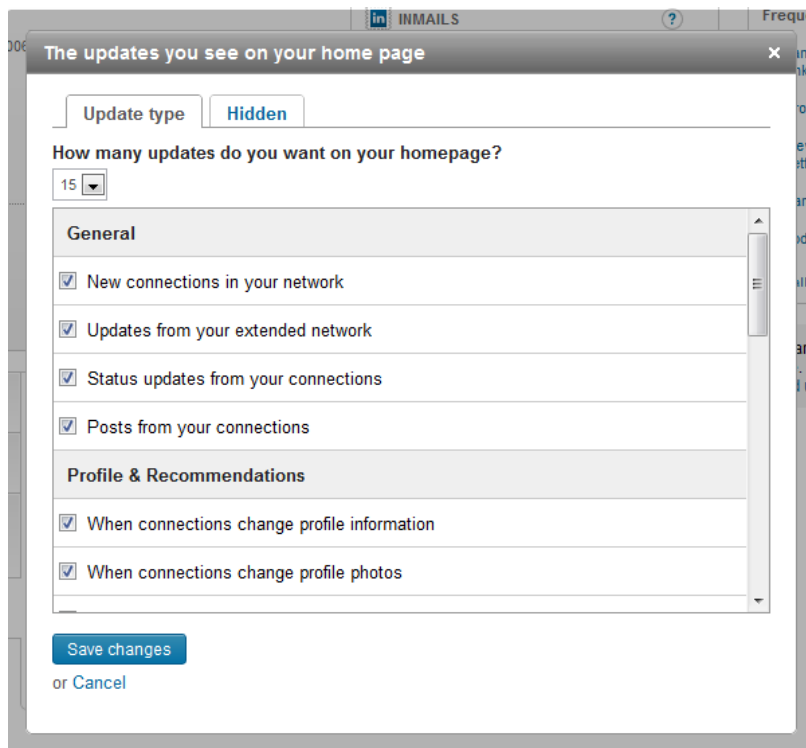 in INMAILS ?
Frequ
The updates you see on your home page ×
Update type Hidden
How many updates do you want on your homepage?
15
General
New connections in your network
Updates from your extended network
Status updates from your connections
Posts from your connections
Profile & Recommendations
When connections change profile information
When connections change profile photos
Save changes
or Cancel